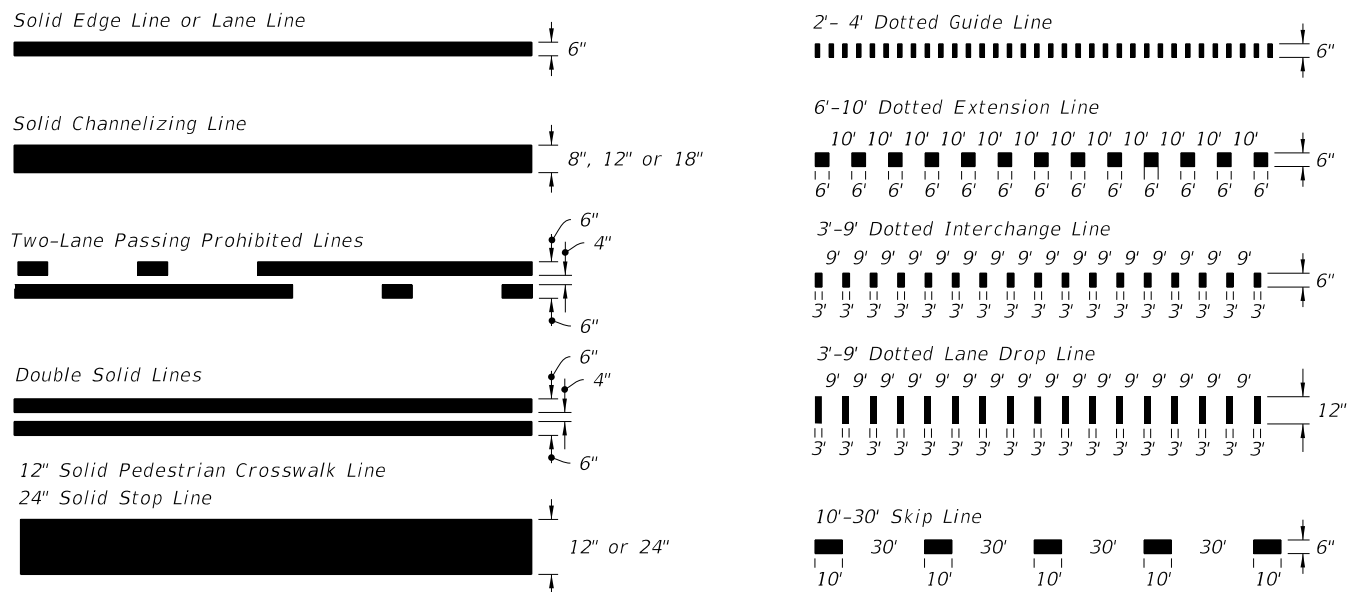 Solid Edge Line or Lane Line
6"
Solid Channelizing Line
8", 12" or 18"
Two-Lane Passing Prohibited Lines
6"
4"
6"
Double Solid Lines
6"
4"
6"
12" Solid Pedestrian Crosswalk Line
24" Solid Stop Line
12" or 24"
2'- 4' Dotted Guide Line
6"
6'-10' Dotted Extension Line
10' 10' 10' 10' 10' 10' 10' 10' 10' 10' 10' 10'
6"
6' 6' 6' 6' 6' 6' 6' 6' 6' 6' 6' 6' 6'
3'-9' Dotted Interchange Line
9' 9' 9' 9' 9' 9' 9' 9' 9' 9' 9' 9' 9' 9' 9' 9'
6"
3' 3' 3' 3' 3' 3' 3' 3' 3' 3' 3' 3' 3' 3' 3' 3' 3'
3'-9' Dotted Lane Drop Line
9' 9' 9' 9' 9' 9' 9' 9' 9' 9' 9' 9' 9' 9' 9' 9'
12"
3' 3' 3' 3' 3' 3' 3' 3' 3' 3' 3' 3' 3' 3' 3' 3' 3'
10'-30' Skip Line
30' 30' 30' 30'
6"
10' 10' 10' 10' 10'